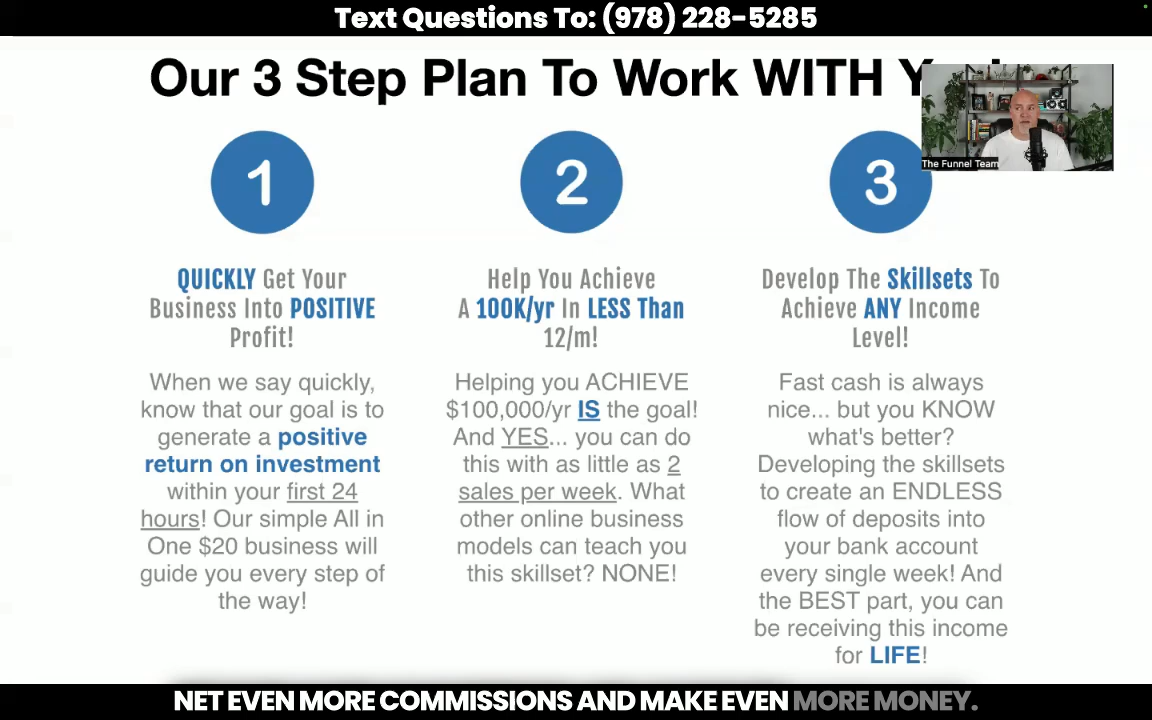 Text Questions To: (978) 228-5285
Our 3 Step Plan To Work WITH
The Funnel Team
1
2
3
QUICKLY Get Your
Business Into POSITIVE
Profit!
When we say quickly,
know that our goal is to
generate a positive
return on investment
within your first 24
hours! Our simple All in
One $20 business will
guide you every step of
the way!
Help You Achieve
A 100K/yr In LESS Than
12/m!
Helping you ACHIEVE
$100,000/yr IS the goal!
And YES... you can do
this with as little as 2
sales per week. What
other online business
models can teach you
this skillset? NONE!
Develop The Skillsets To
Achieve ANY Income
Level!
Fast cash is always
nice... but you KNOW
what's better?
Developing the skillsets
to create an ENDLESS
flow of deposits into
your bank account
every single week! And
the BEST part, you can
be receiving this income
for LIFE!
NET EVEN MORE COMMISSIONS AND MAKE EVEN MORE MONEY.